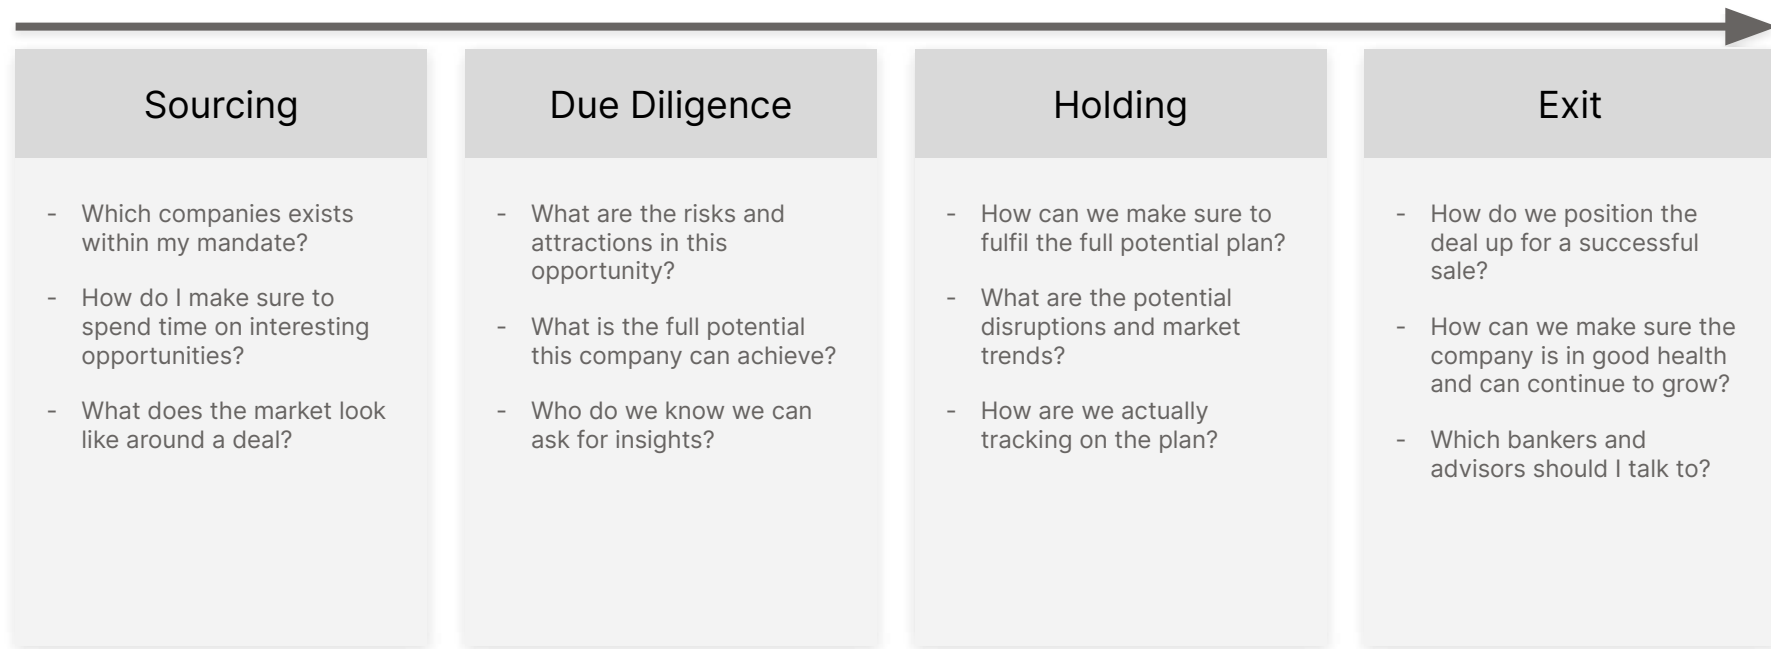 Sourcing
- Which companies exists
within my mandate?
- How do I make sure to
spend time on interesting
opportunities?
- What does the market look
like around a deal?
Due Diligence
- What are the risks and
attractions in this
opportunity?
- What is the full potential
this company can achieve?
- Who do we know we can
ask for insights?
Holding
- How can we make sure to
fulfil the full potential plan?
- What are the potential
disruptions and market
trends?
- How are we actually
tracking on the plan?
Exit
- How do we position the
deal up for a successful
sale?
- How can we make sure the
company is in good health
and can continue to grow?
- Which bankers and
advisors should I talk to?